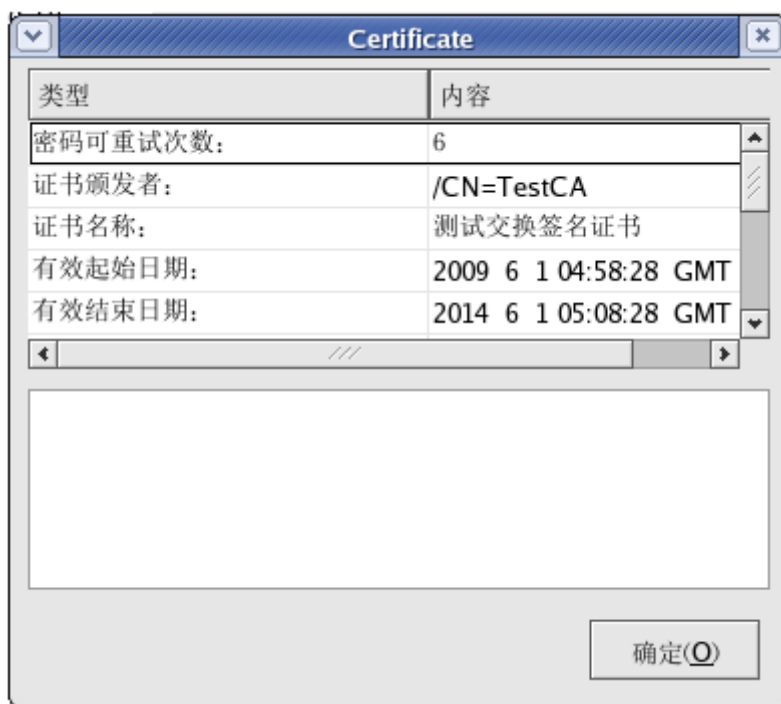 Certificate
类型 内容
密码可重试次数: 6
证书颁发者: /CN=TestCA
证书名称: 测试交换签名证书
有效起始日期: 2009 6 1 04:58:28 GMT
有效结束日期: 2014 6 1 05:08:28 GMT
确定(O)